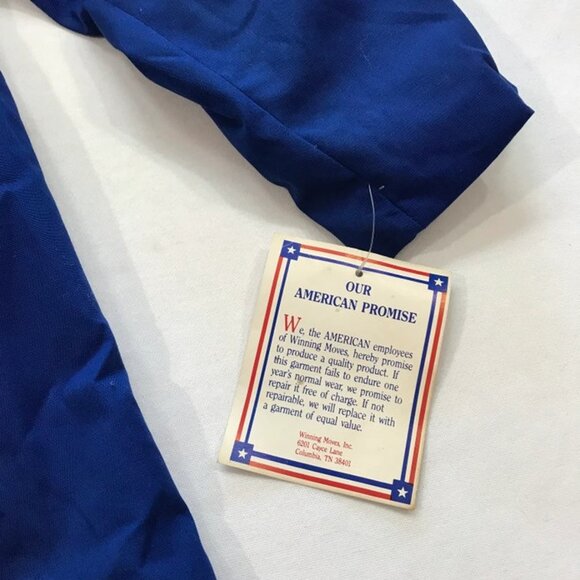 OUR
AMERICAN PROMISE
We, the AMERICAN employees
of Winning Moves, hereby promise
to produce a quality product. If
this garment fails to endure one
year's normal wear, we promise to
repair it free of charge. If not
repairable, we will replace it with
a garment of equal value.
Winning Moves, Inc.
6201 Cayce Lane
Columbia, TN 38401